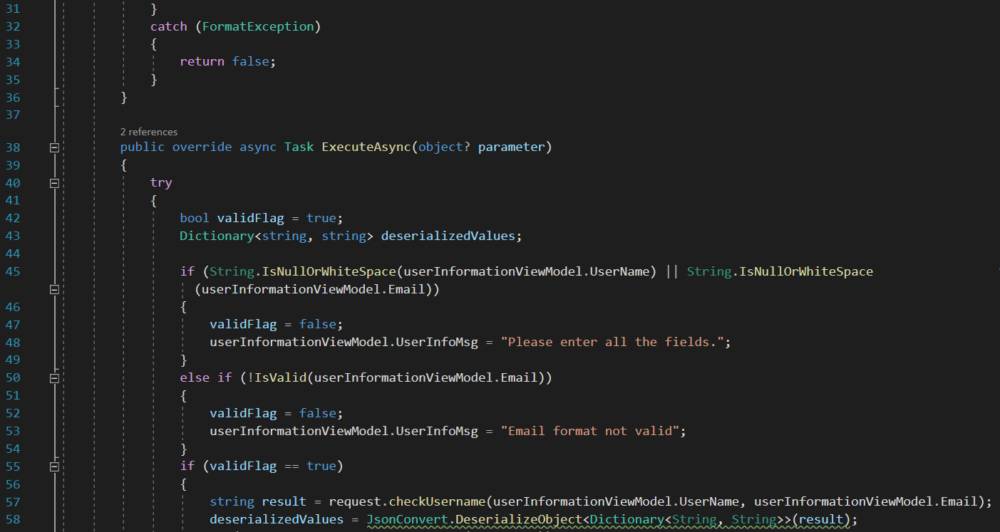 31 }
32 catch (FormatException)
33 {
34 return false;
35 }
36 }
37
2 references
38 public override async Task ExecuteAsync(object? parameter)
39 {
40 try
41 {
42 bool validFlag = true;
43 Dictionary<string, string> deserializedValues;
44
45 if (String.IsNullOrWhiteSpace(userInformationViewModel.UserName) || String.IsNullOrWhiteSpace
(userInformationViewModel.Email))
46 {
47 validFlag = false;
48 userInformationViewModel.UserInfoMsg = "Please enter all the fields.";
49 }
50 else if (!IsValid(userInformationViewModel.Email))
51 {
52 validFlag = false;
53 userInformationViewModel.UserInfoMsg = "Email format not valid";
54 }
55 if (validFlag == true)
56 {
57 string result = request.checkUsername(userInformationViewModel.UserName, userInformationViewModel.Email);
58 deserializedValues = JsonConvert.DeserializeObject<Dictionary<String, String>>(result);